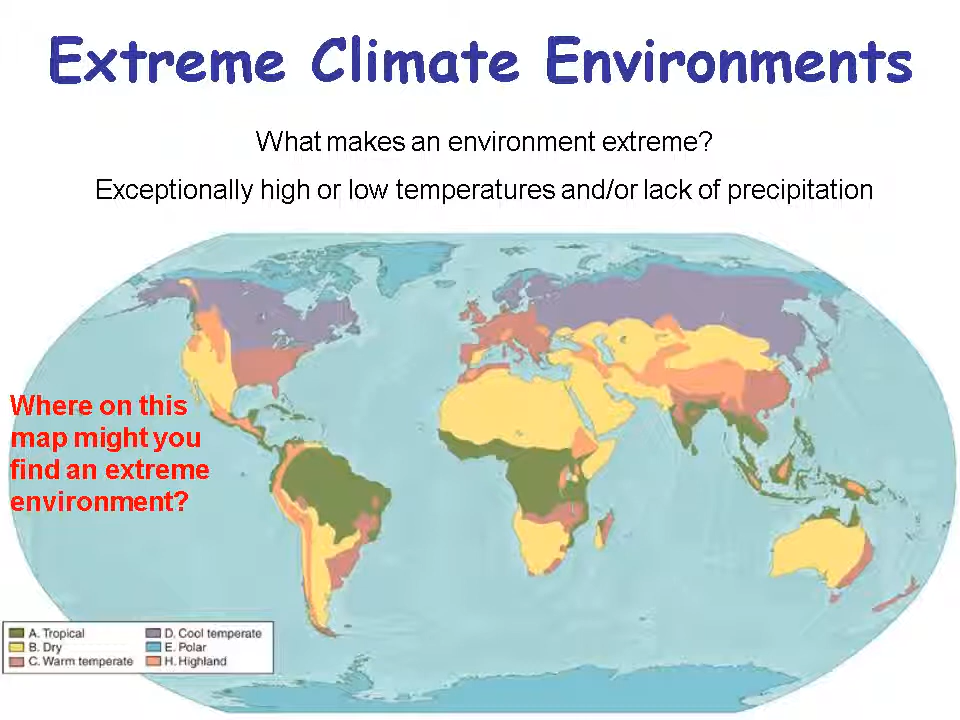 Extreme Climate Environments
What makes an environment extreme?
Exceptionally high or low temperatures and/or lack of precipitation
Where on this
map might you
find an extreme
environment?
A. Tropical
B. Dry
C. Warm temperate
D. Cool temperate
E. Polar
H. Highland